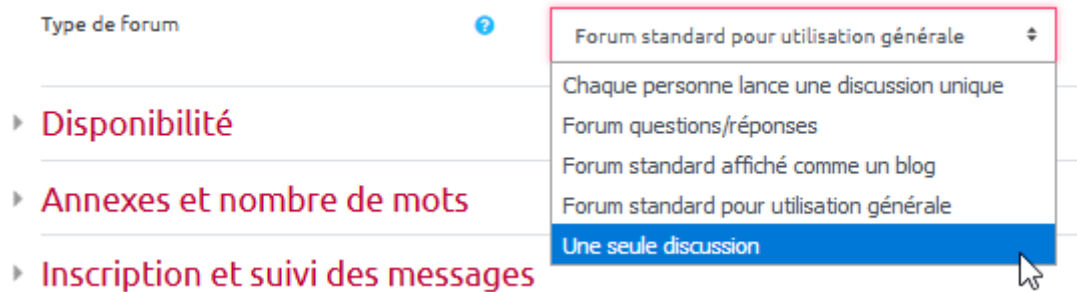 Type de forum
Forum standard pour utilisation générale
Chaque personne lance une discussion unique
Forum questions/réponses
Forum standard affiché comme un blog
Forum standard pour utilisation générale
Une seule discussion
Disponibilité
Annexes et nombre de mots
Inscription et suivi des messages